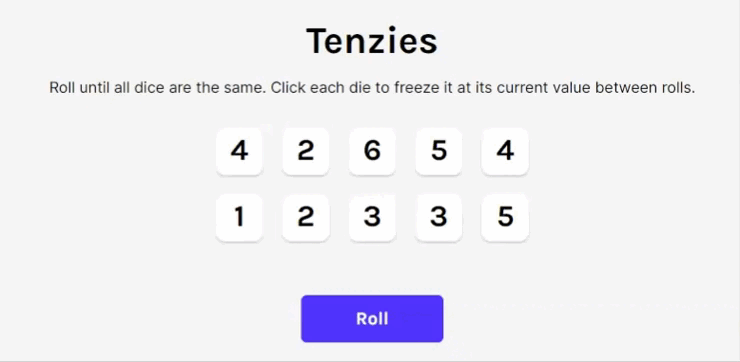 Tenzies
Roll until all dice are the same. Click each die to freeze it at its current value between rolls.
4 2 6 5 4
1 2 3 3 5
Roll